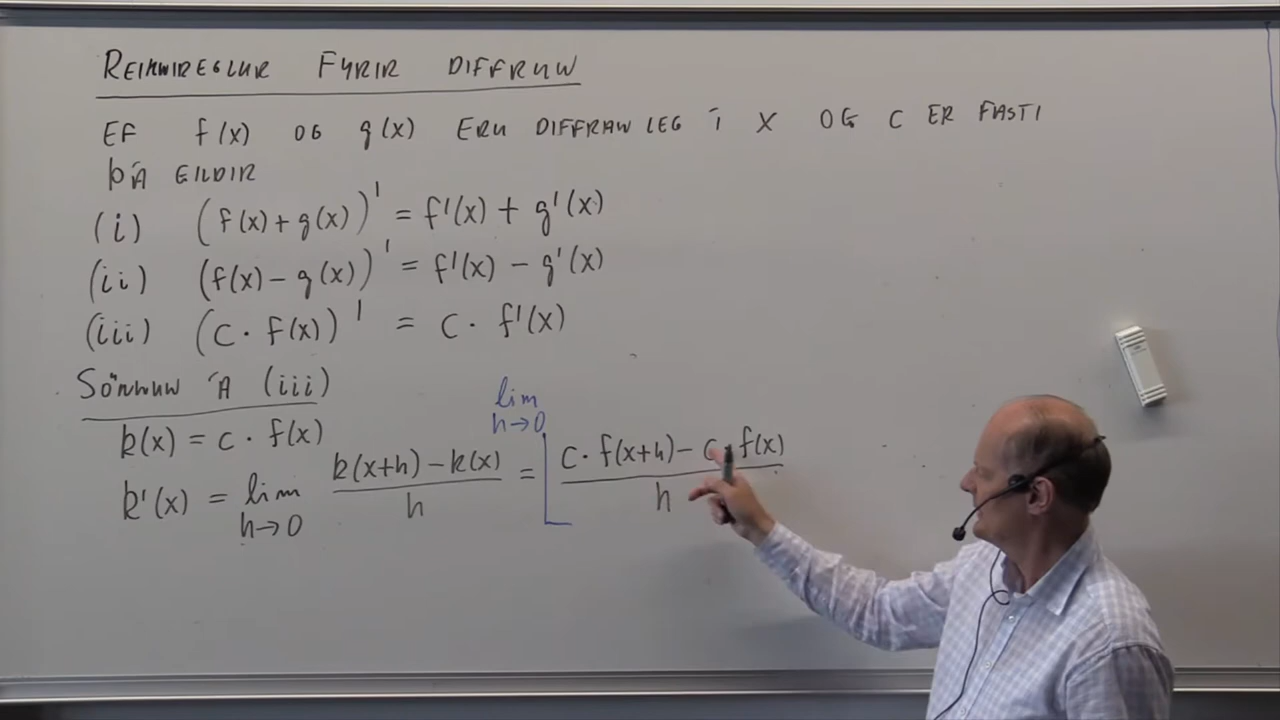 REIKNIREGLUR FYRIR DIFFRUN
EF f(x) OG g(x) ERU DIFFRANLEG Í X OG C ER FASTI
ÞÁ GILDIR
(i) (f(x) + g(x))' = f'(x) + g'(x)
(ii) (f(x) - g(x))' = f'(x) - g'(x)
(iii) (C · f(x))' = C · f'(x)
SÖNNUN Á (iii)
k(x) = C · f(x)
k'(x) = lim h→0 (k(x+h) - k(x))/h = lim h→0 (C · f(x+h) - C · f(x))/h